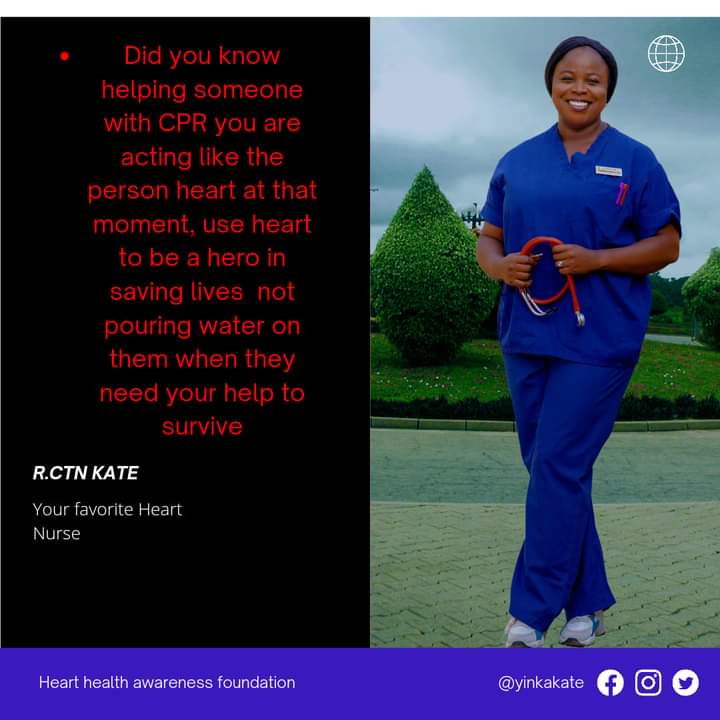 • Did you know
helping someone
with CPR you are
acting like the
person heart at that
moment, use heart
to be a hero in
saving lives not
pouring water on
them when they
need your help to
survive
R.CTN KATE
Your favorite Heart
Nurse
Heart health awareness foundation
@yinkakate